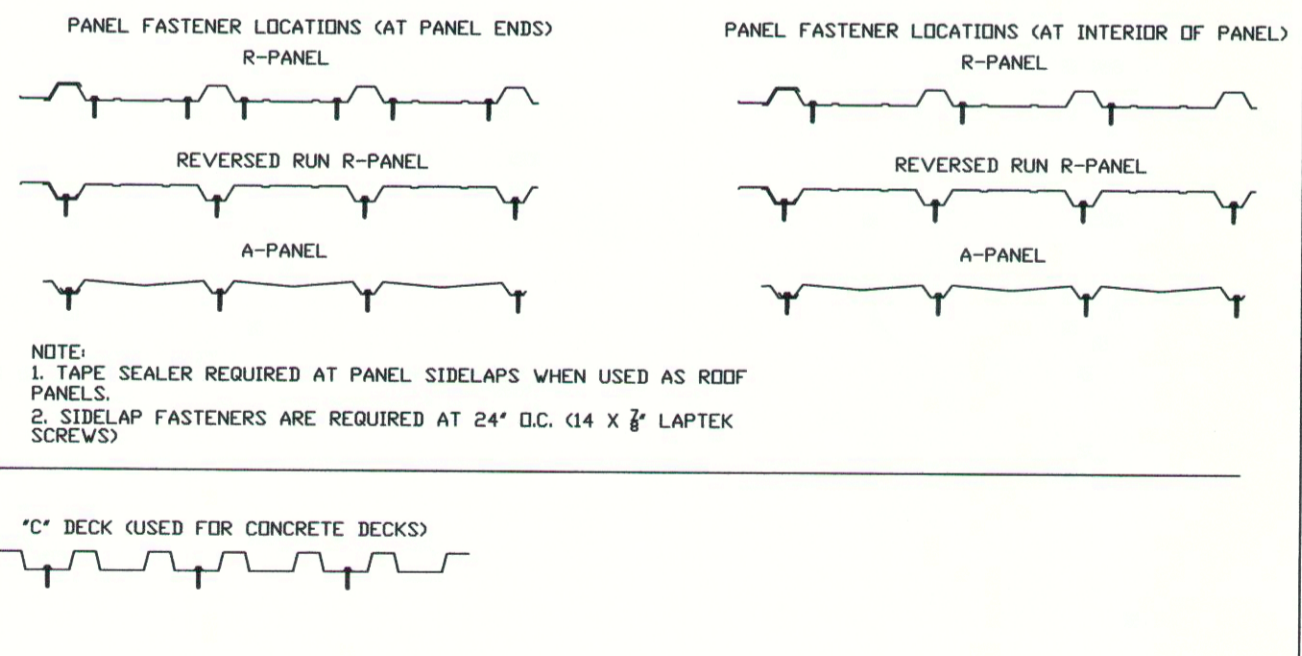 PANEL FASTENER LOCATIONS (AT PANEL ENDS)
R-PANEL
REVERSED RUN R-PANEL
A-PANEL
PANEL FASTENER LOCATIONS (AT INTERIOR OF PANEL)
R-PANEL
REVERSED RUN R-PANEL
A-PANEL
NOTE:
1. TAPE SEALER REQUIRED AT PANEL SIDELAPS WHEN USED AS ROOF
PANELS.
2. SIDELAP FASTENERS ARE REQUIRED AT 24" O.C. (14 X ⅞" LAPTEK
SCREWS)
"C" DECK (USED FOR CONCRETE DECKS)